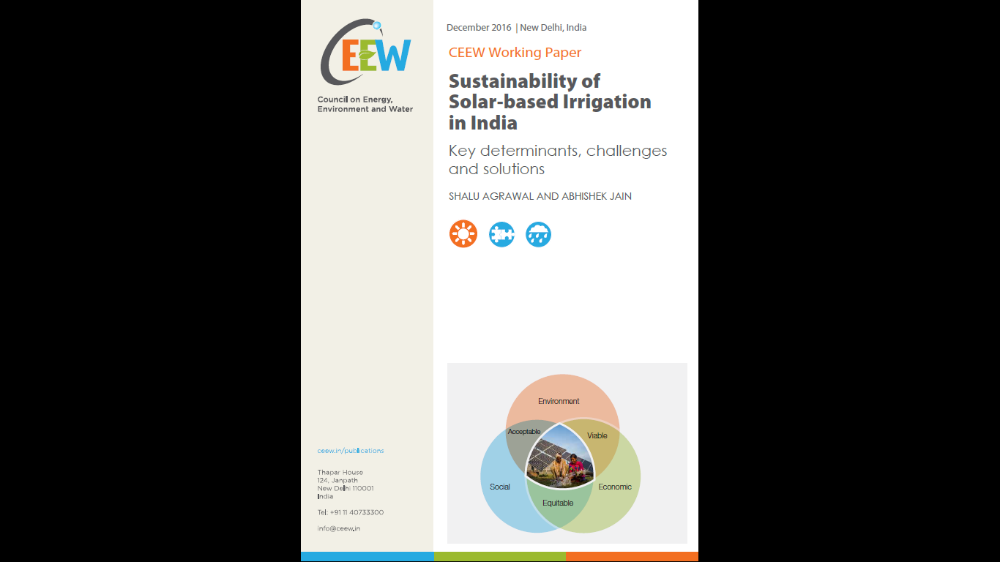 CEEW
Council on Energy,
Environment and Water
December 2016 | New Delhi, India
CEEW Working Paper
Sustainability of
Solar-based Irrigation
in India
Key determinants, challenges
and solutions
SHALU AGRAWAL AND ABHISHEK JAIN
Environment
Acceptable
Viable
Social
Economic
Equitable
ceew.in/publications
Thapar House
124, Janpath
New Delhi 110001
India
Tel: +91 11 40733300
info@ceew.in